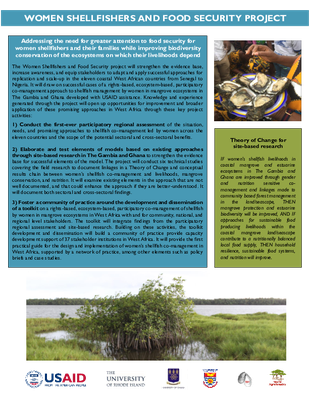 WOMEN SHELLFISHERS AND FOOD SECURITY PROJECT
Addressing the need for greater attention to food security for
women shellfishers and their families while improving biodiversity
conservation of the ecosystems on which their livelihoods depend
The Women Shellfishers and Food Security project will strengthen the evidence base,
increase awareness, and equip stakeholders to adapt and apply successful approaches for
replication and scale-up in the eleven coastal West African countries from Senegal to
Nigeria. It will draw on successful cases of a rights-based, ecosystem-based, participatory
co-management approach to shellfish management by women in mangrove ecosystems in
The Gambia and Ghana developed with USAID assistance. Knowledge and experience
generated through the project will open up opportunities for improvement and broader
application of these promising approaches in West Africa through these key project
activities:
1) Conduct the first-ever participatory regional assessment of the situation,
needs, and promising approaches to shellfish co-management led by women across the
eleven countries and the scope of the potential sectoral and cross-sectoral benefits.
2) Elaborate and test elements of models based on existing approaches
through site-based research in The Gambia and Ghana to strengthen the evidence
base for successful elements of the model. The project will conduct six technical studies
covering the field research to document linkages in a Theory of Change and associated
results chain between women's shellfish co-management and livelihoods, mangrove
conservation, and nutrition. It will examine existing elements in the approach that are not
well documented, and that could enhance the approach if they are better-understood. It
will document both sectoral and cross-sectoral findings.
3) Foster a community of practice around the development and dissemination
of a toolkit on a rights-based, ecosystem-based, participatory co-management of shellfish
by women in mangrove ecosystems in West Africa with and for community, national, and
regional level stakeholders. The toolkit will integrate findings from the participatory
regional assessment and site-based research. Building on these activities, the toolkit
development and dissemination will build a community of practice provide capacity
development support of 37 stakeholder institutions in West Africa. It will provide the first
practical guide for the design and implementation of women's shellfish co-management in
West Africa, supported by a network of practice, among other elements such as policy
briefs and case studies.
Theory of Change for
site-based research
IF women's shellfish livelihoods in
coastal mangrove and estuarine
ecosystems in The Gambia and
Ghana are improved through gender
and nutrition sensitive co-
management and linkages made to
community based forest management
in the land/seascape, THEN
mangrove protection and estuarine
biodiversity will be improved, AND IF
approaches for sustainable food
producing livelihoods within the
coastal mangrove land/seascape
contribute to a nutritionally balanced
local food supply, THEN household
resilience, sustainable food systems,
and nutrition will improve.
USAID
FROM THE AMERICAN PEOPLE
THE
UNIVERSITY
OF RHODE ISLAND